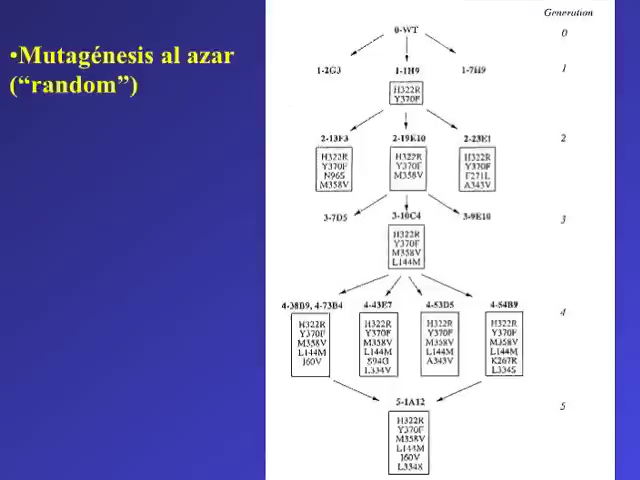 •Mutagénesis al azar
(“random”)
Generation
0-WT
0
1-2G3
1-1H9
1-7H9
1
H322R
Y370F
2-13F3
2-19E10
2-23E1
2
H322R
Y370F
N96S
M358V
H322R
Y370F
M358V
H322R
Y370F
F271L
A343V
3-7D5
3-10C4
3-9E10
3
H322R
Y370F
M358V
L144M
4-38B9, 4-73B4
4-43E7
4-53D5
4-54B9
4
H322R
Y370F
M358V
L144M
I60V
H322R
Y370F
M358V
L144M
S94G
L334V
H322R
Y370F
M358V
L144M
A343V
H322R
Y370F
M358V
L144M
K267R
L334S
5-1A12
5
H322R
Y370F
M358V
L144M
I60V
L334S